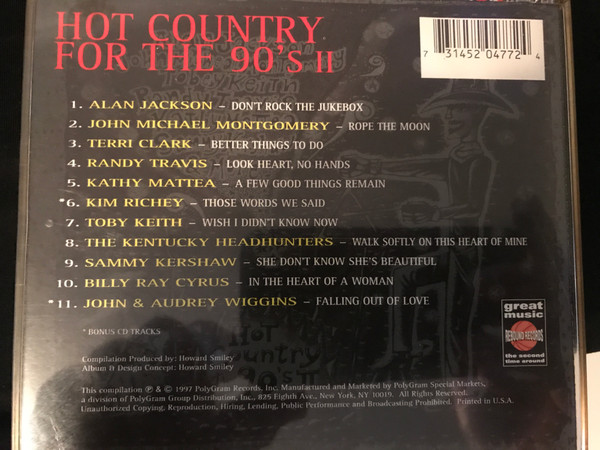 HOT COUNTRY
FOR THE 90'S II
7 31452 04772 4
1. ALAN JACKSON – DON'T ROCK THE JUKEBOX
2. JOHN MICHAEL MONTGOMERY – ROPE THE MOON
3. TERRI CLARK – BETTER THINGS TO DO
4. RANDY TRAVIS – LOOK HEART, NO HANDS
5. KATHY MATTEA – A FEW GOOD THINGS REMAIN
*6. KIM RICHEY – THOSE WORDS WE SAID
7. TOBY KEITH – WISH I DIDN'T KNOW NOW
8. THE KENTUCKY HEADHUNTERS – WALK SOFTLY ON THIS HEART OF MINE
9. SAMMY KERSHAW – SHE DON'T KNOW SHE'S BEAUTIFUL
10. BILLY RAY CYRUS – IN THE HEART OF A WOMAN
*11. JOHN & AUDREY WIGGINS – FALLING OUT OF LOVE
* BONUS CD TRACKS
great
music
REBOUND RECORDS
the second
time around
Compilation Produced by: Howard Smiley
Album & Design Concept: Howard Smiley
This compilation ℗ & © 1997 PolyGram Records, Inc. Manufactured and Marketed by PolyGram Special Markets,
a division of PolyGram Group Distribution, Inc., 825 Eighth Ave., New York, NY 10019. All Rights Reserved.
Unauthorized Copying, Reproduction, Hiring, Lending, Public Performance and Broadcasting Prohibited. Printed in U.S.A.